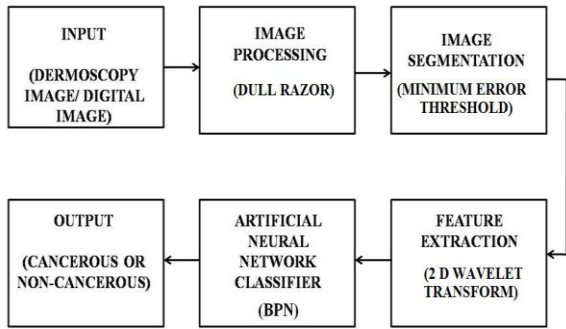 INPUT
(DERMOSCOPY
IMAGE/ DIGITAL
IMAGE)
IMAGE
PROCESSING
(DULL RAZOR)
IMAGE
SEGMENTATION
(MINIMUM ERROR
THRESHOLD)
FEATURE
EXTRACTION
(2 D WAVELET
TRANSFORM)
ARTIFICIAL
NEURAL
NETWORK
CLASSIFIER
(BPN)
OUTPUT
(CANCEROUS OR
NON-CANCEROUS)